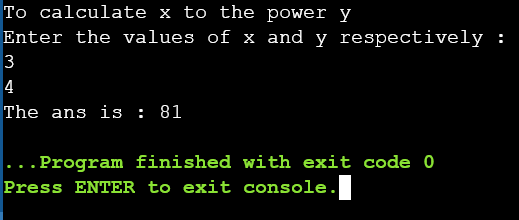 To calculate x to the power y
Enter the values of x and y respectively :
3
4
The ans is : 81
...Program finished with exit code 0
Press ENTER to exit console.